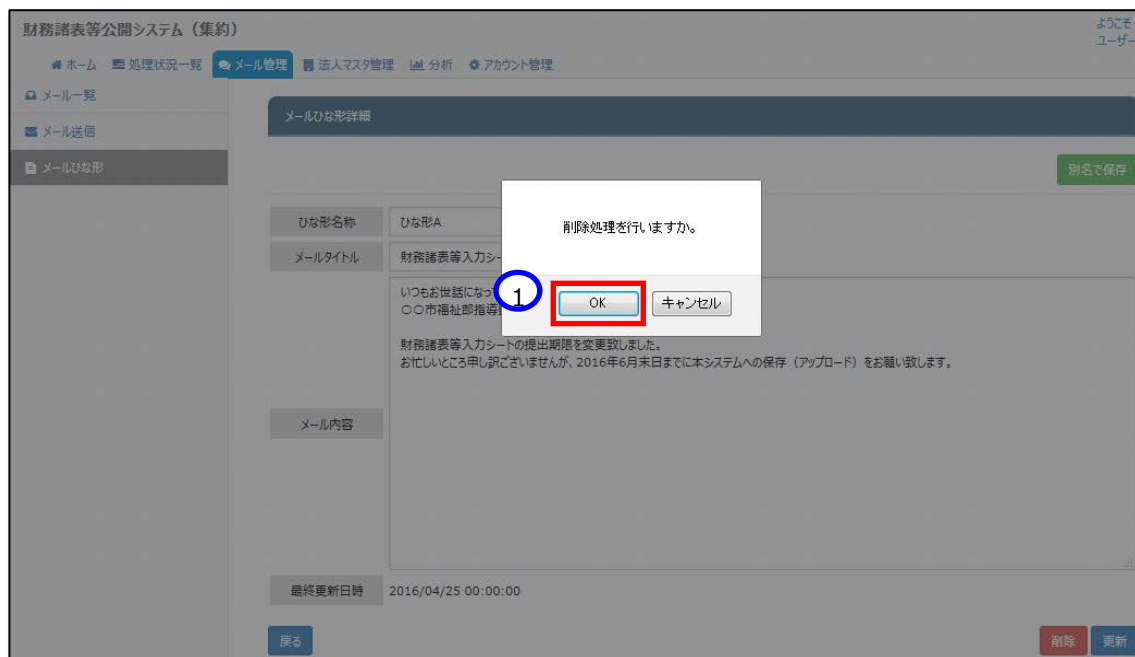 財務諸表等公開システム（集約）
ようこそ
ユーザー
ホーム 処理状況一覧 メール管理 法人マスタ管理 分析 アカウント管理
メール一覧
メール送信
メールひな形
メールひな形詳細
別名で保存
削除処理を行いますか。
1 OK キャンセル
ひな形名称 ひな形A
メールタイトル 財務諸表等入力シー
いつもお世話になっ
〇〇市福祉部指導
財務諸表等入力シートの提出期限を変更致しました。
お忙しいところ申し訳ございませんが、2016年6月末日までに本システムへの保存（アップロード）をお願い致します。
メール内容
最終更新日時 2016/04/25 00:00:00
戻る 削除 更新